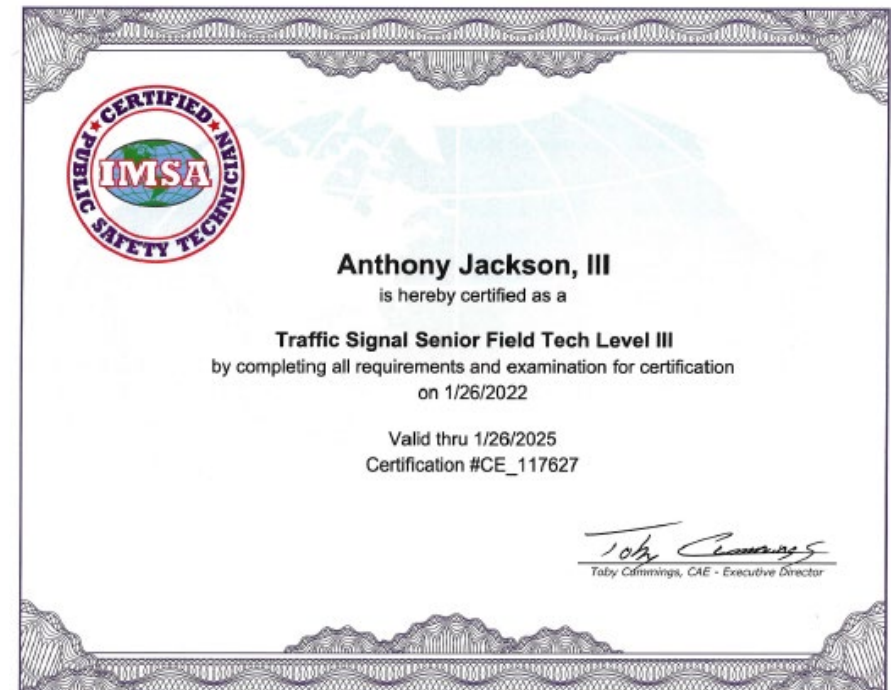 CERTIFIED
PUBLIC SAFETY TECHNICIAN
IMSA
Anthony Jackson, III
is hereby certified as a
Traffic Signal Senior Field Tech Level III
by completing all requirements and examination for certification
on 1/26/2022
Valid thru 1/26/2025
Certification #CE_117627
Toby Cummings
Toby Cummings, CAE - Executive Director